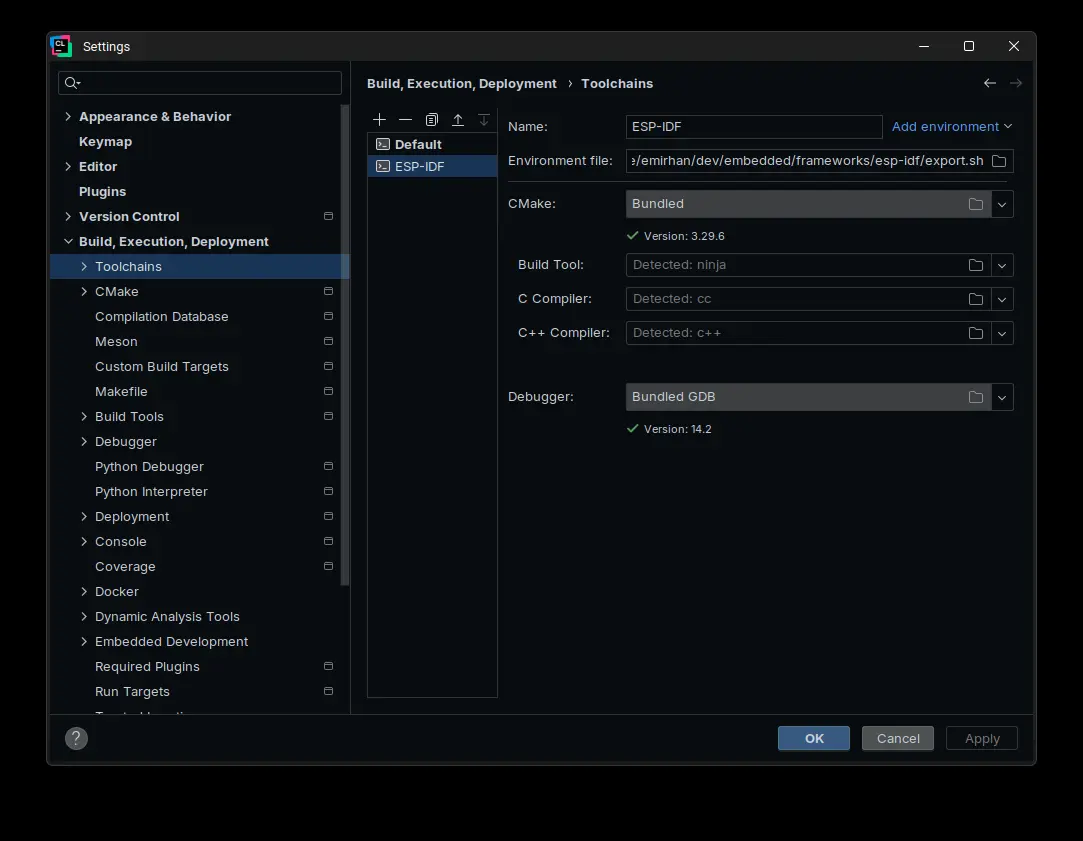 CL
Settings
Appearance & Behavior
Keymap
Editor
Plugins
Version Control
Build, Execution, Deployment
Toolchains
CMake
Compilation Database
Meson
Custom Build Targets
Makefile
Build Tools
Debugger
Python Debugger
Python Interpreter
Deployment
Console
Coverage
Docker
Dynamic Analysis Tools
Embedded Development
Required Plugins
Run Targets
Build, Execution, Deployment › Toolchains
Default
ESP-IDF
Name: ESP-IDF Add environment
Environment file: e/emirhan/dev/embedded/frameworks/esp-idf/export.sh
CMake: Bundled
Version: 3.29.6
Build Tool: Detected: ninja
C Compiler: Detected: cc
C++ Compiler: Detected: c++
Debugger: Bundled GDB
Version: 14.2
?
OK Cancel Apply